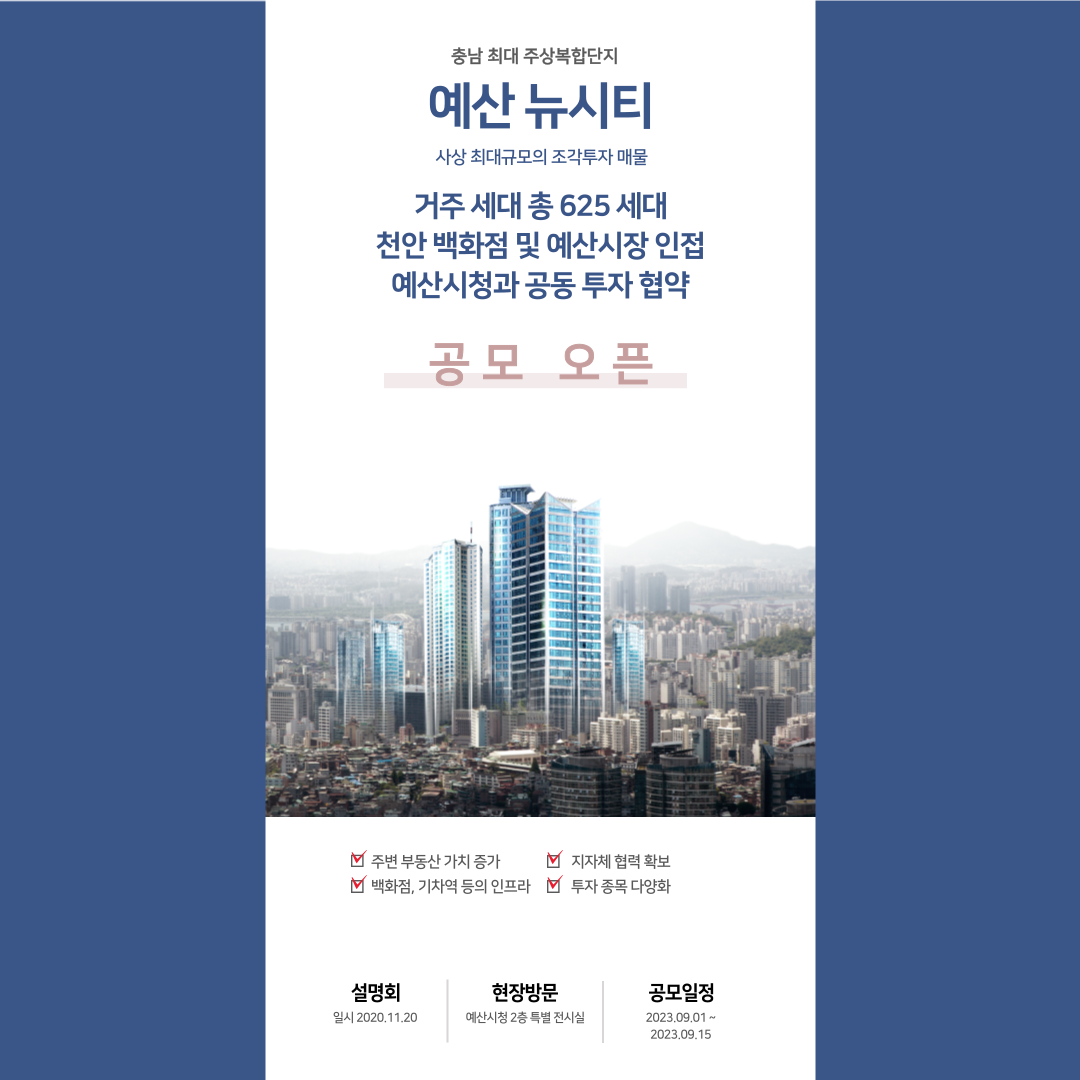 충남 최대 주상복합단지
예산 뉴시티
사상 최대규모의 조각투자 매물
거주 세대 총 625 세대
천안 백화점 및 예산시장 인접
예산시청과 공동 투자 협약
공모 오픈
주변 부동산 가치 증가
지자체 협력 확보
백화점, 기차역 등의 인프라
투자 종목 다양화
설명회
일시 2020.11.20
현장방문
예산시청 2층 특별 전시실
공모일정
2023.09.01 ~
2023.09.15